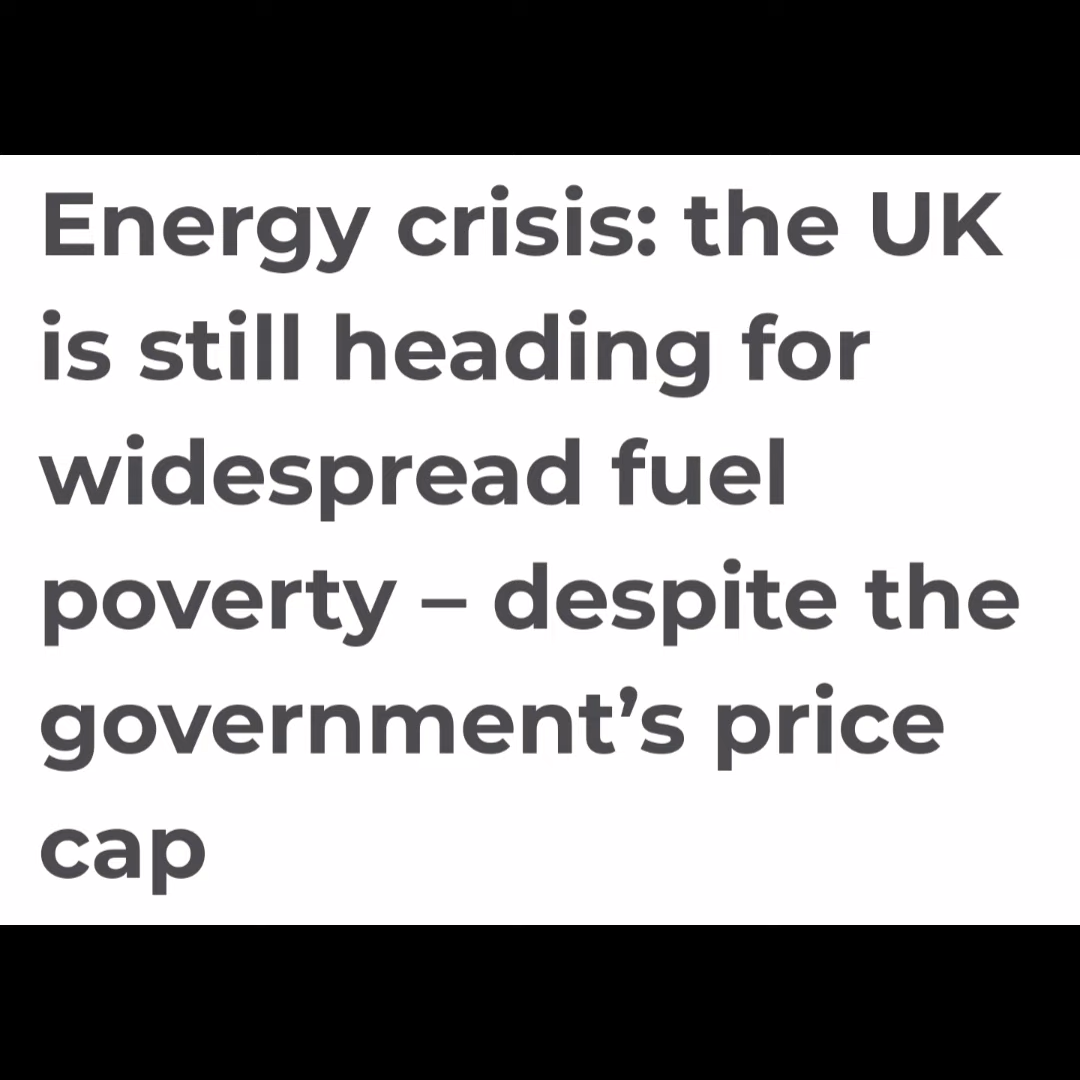 Energy crisis: the UK
is still heading for
widespread fuel
poverty – despite the
government’s price
cap